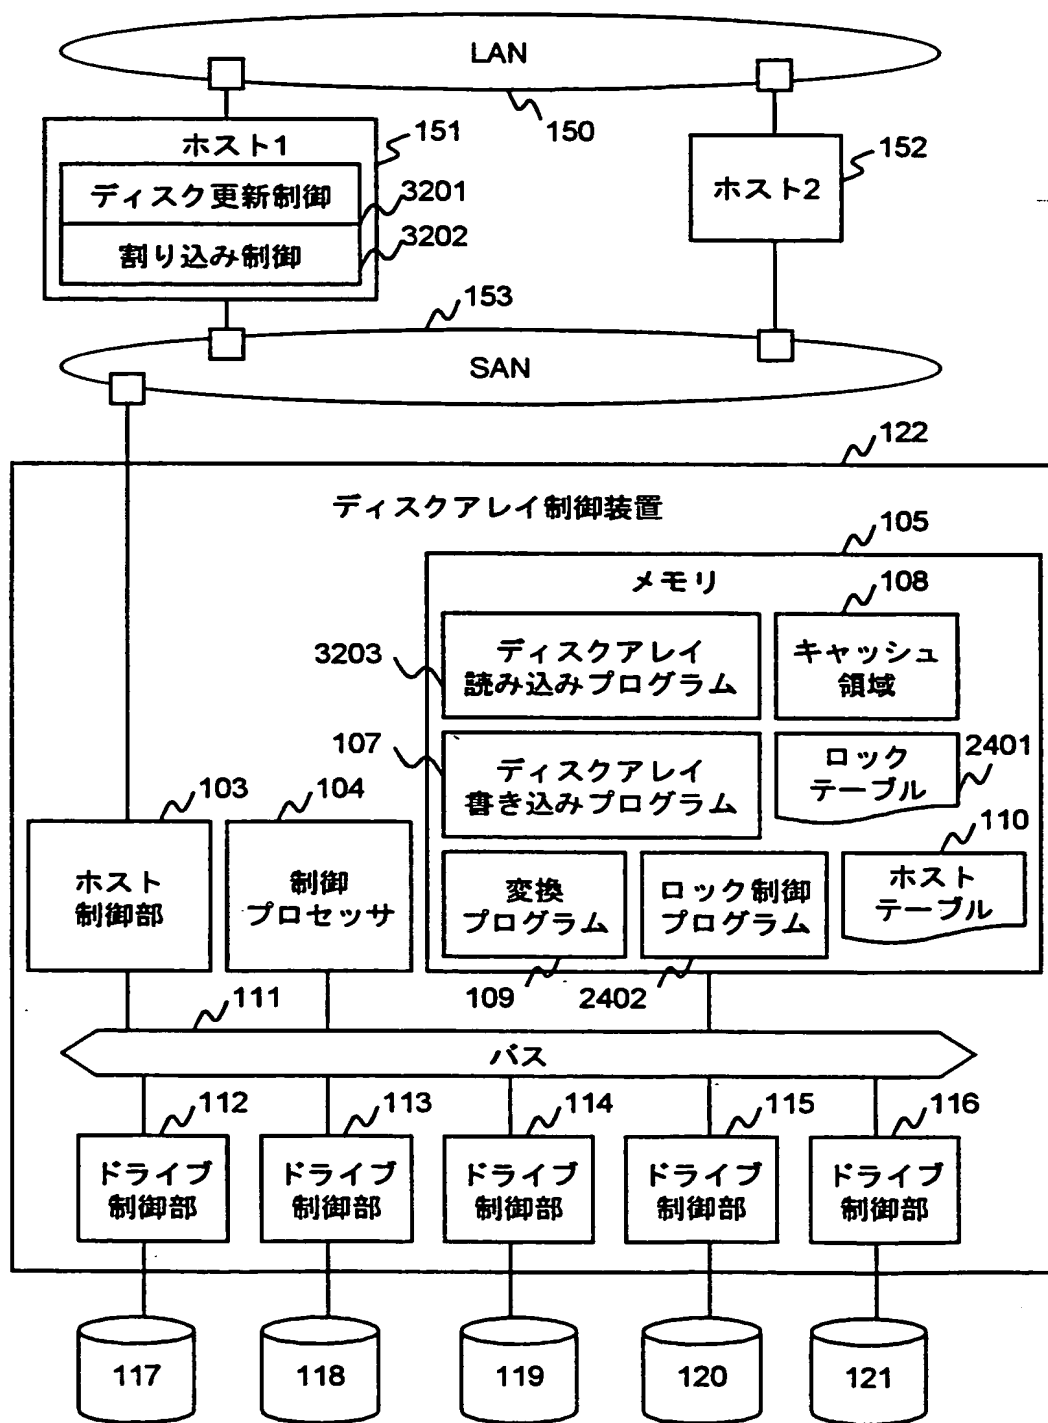 LAN
150
ホスト1
151
ディスク更新制御
3201
割り込み制御
3202
ホスト2
152
153
SAN
122
ディスクアレイ制御装置
105
メモリ
108
3203
ディスクアレイ
読み込みプログラム
キャッシュ
領域
107
ディスクアレイ
書き込みプログラム
ロック
テーブル
2401
103
104
110
ホスト
制御部
制御
プロセッサ
変換
プログラム
ロック制御
プログラム
ホスト
テーブル
109
2402
111
バス
112
113
114
115
116
ドライブ
制御部
ドライブ
制御部
ドライブ
制御部
ドライブ
制御部
ドライブ
制御部
117
118
119
120
121